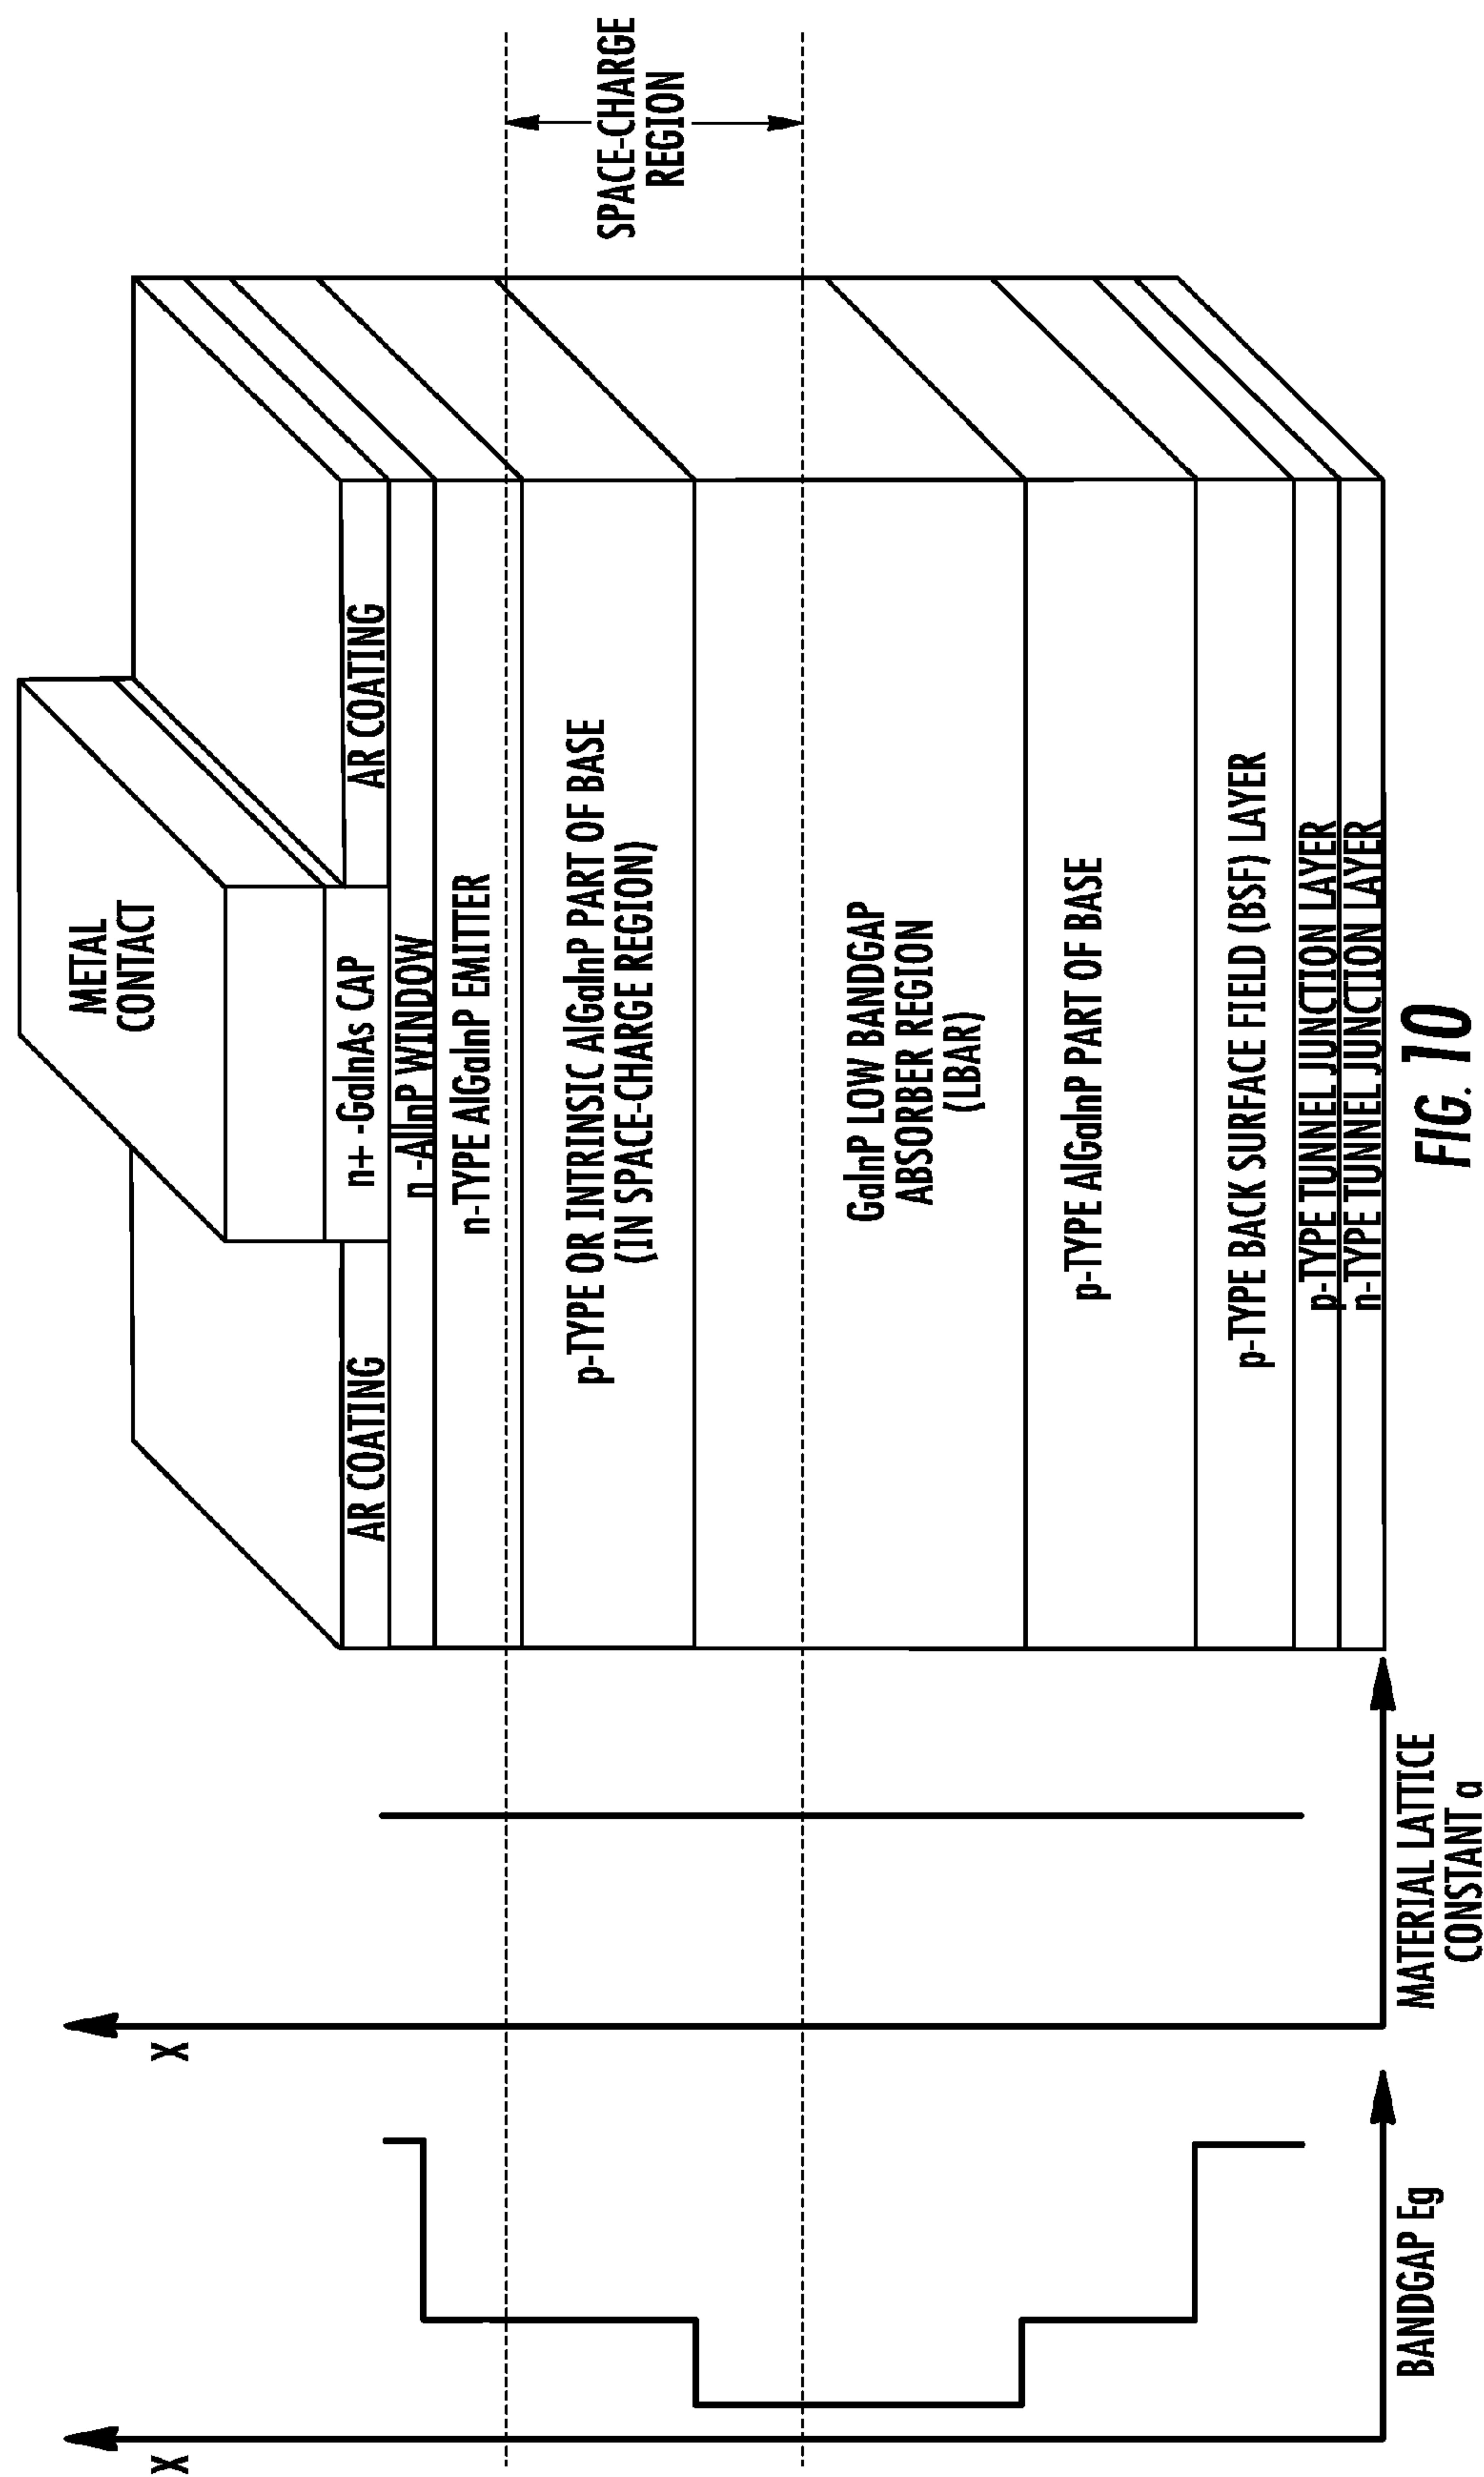 METAL
CONTACT
n+ -GaInAs CAP
AR COATING
AR COATING
n -AlInP WINDOW
n-TYPE AlGaInP EMITTER
p-TYPE OR INTRINSIC AlGaInP PART OF BASE
(IN SPACE-CHARGE REGION)
GaInP LOW BANDGAP
ABSORBER REGION
(LBAR)
p-TYPE AlGaInP PART OF BASE
p-TYPE BACK SURFACE FIELD (BSF) LAYER
p-TYPE TUNNEL JUNCTION LAYER
n-TYPE TUNNEL JUNCTION LAYER
SPACE-CHARGE
REGION
X
MATERIAL LATTICE
CONSTANT a
X
BANDGAP Eg
FIG. 10